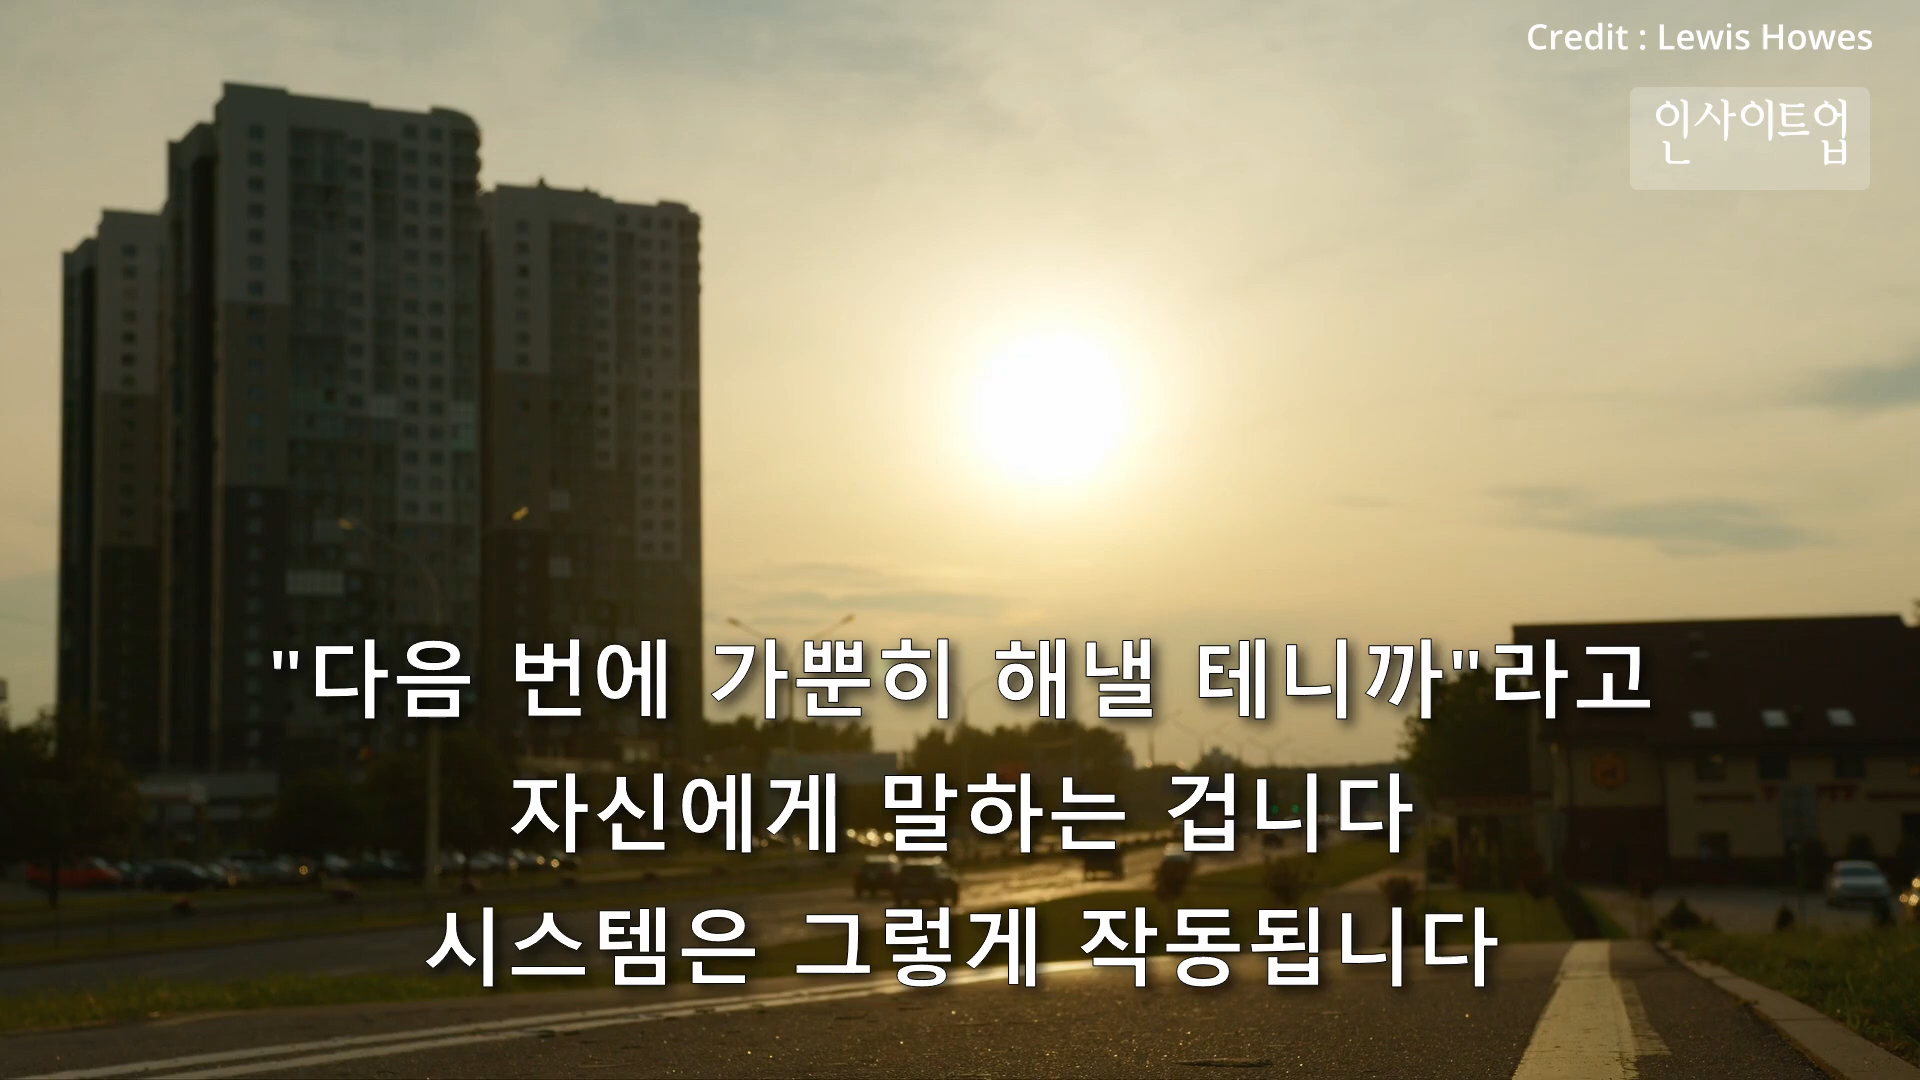 Credit : Lewis Howes
인사이트업
"다음 번에 가뿐히 해낼 테니까"라고
자신에게 말하는 겁니다
시스템은 그렇게 작동됩니다